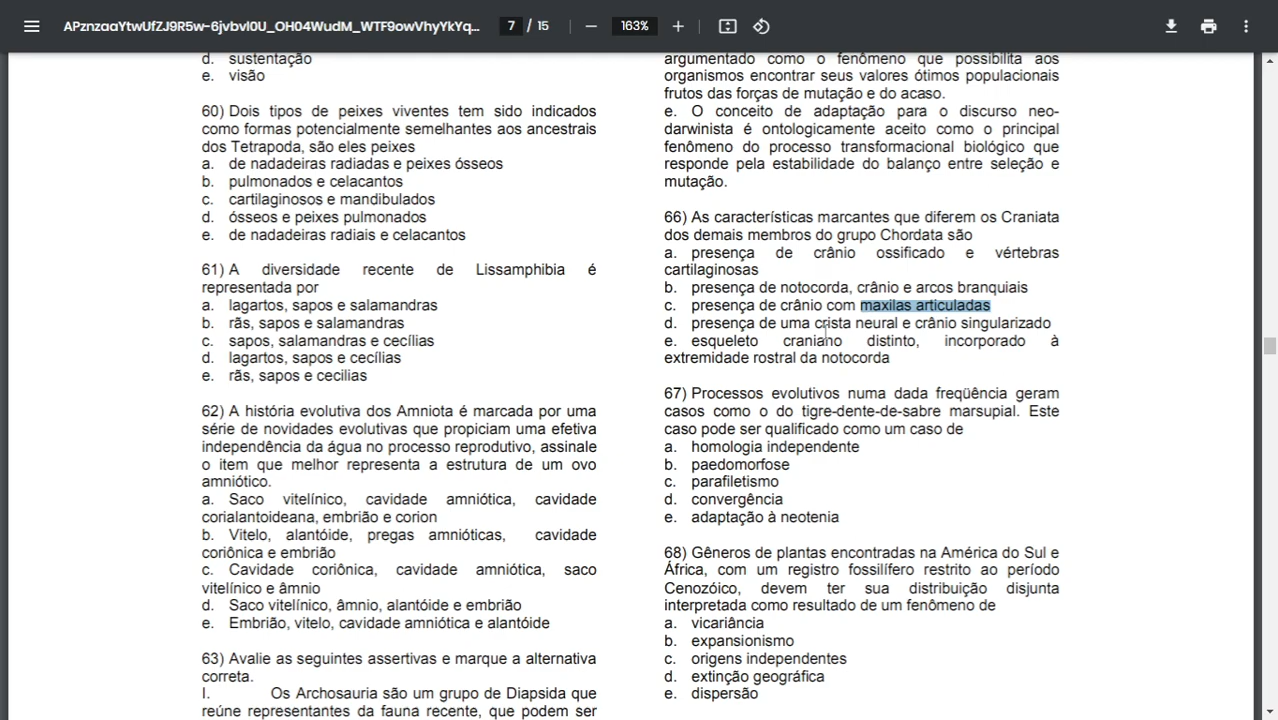 APznzaaYtwUfZJ9R5w-6jvbvl0U_OH04WudM_WTF9owVhyYkYq...
7 / 15
163%
d. sustentação
e. visão
60) Dois tipos de peixes viventes tem sido indicados
como formas potencialmente semelhantes aos ancestrais
dos Tetrapoda, são eles peixes
a. de nadadeiras radiadas e peixes ósseos
b. pulmonados e celacantos
c. cartilaginosos e mandibulados
d. ósseos e peixes pulmonados
e. de nadadeiras radiais e celacantos
61) A diversidade recente de Lissamphibia é
representada por
a. lagartos, sapos e salamandras
b. rãs, sapos e salamandras
c. sapos, salamandras e cecílias
d. lagartos, sapos e cecílias
e. rãs, sapos e cecilias
62) A história evolutiva dos Amniota é marcada por uma
série de novidades evolutivas que propiciam uma efetiva
independência da água no processo reprodutivo, assinale
o item que melhor representa a estrutura de um ovo
amniótico.
a. Saco vitelínico, cavidade amniótica, cavidade
corialantoideana, embrião e corion
b. Vitelo, alantóide, pregas amnióticas, cavidade
coriônica e embrião
c. Cavidade coriônica, cavidade amniótica, saco
vitelínico e âmnio
d. Saco vitelínico, âmnio, alantóide e embrião
e. Embrião, vitelo, cavidade amniótica e alantóide
63) Avalie as seguintes assertivas e marque a alternativa
correta.
I. Os Archosauria são um grupo de Diapsida que
reúne representantes da fauna recente, que podem ser
argumentado como o fenômeno que possibilita aos
organismos encontrar seus valores ótimos populacionais
frutos das forças de mutação e do acaso.
e. O conceito de adaptação para o discurso neo-
darwinista é ontologicamente aceito como o principal
fenômeno do processo transformacional biológico que
responde pela estabilidade do balanço entre seleção e
mutação.
66) As características marcantes que diferem os Craniata
dos demais membros do grupo Chordata são
a. presença de crânio ossificado e vértebras
cartilaginosas
b. presença de notocorda, crânio e arcos branquiais
c. presença de crânio com maxilas articuladas
d. presença de uma crista neural e crânio singularizado
e. esqueleto craniano distinto, incorporado à
extremidade rostral da notocorda
67) Processos evolutivos numa dada freqüência geram
casos como o do tigre-dente-de-sabre marsupial. Este
caso pode ser qualificado como um caso de
a. homologia independente
b. paedomorfose
c. parafiletismo
d. convergência
e. adaptação à neotenia
68) Gêneros de plantas encontradas na América do Sul e
África, com um registro fossilífero restrito ao período
Cenozóico, devem ter sua distribuição disjunta
interpretada como resultado de um fenômeno de
a. vicariância
b. expansionismo
c. origens independentes
d. extinção geográfica
e. dispersão